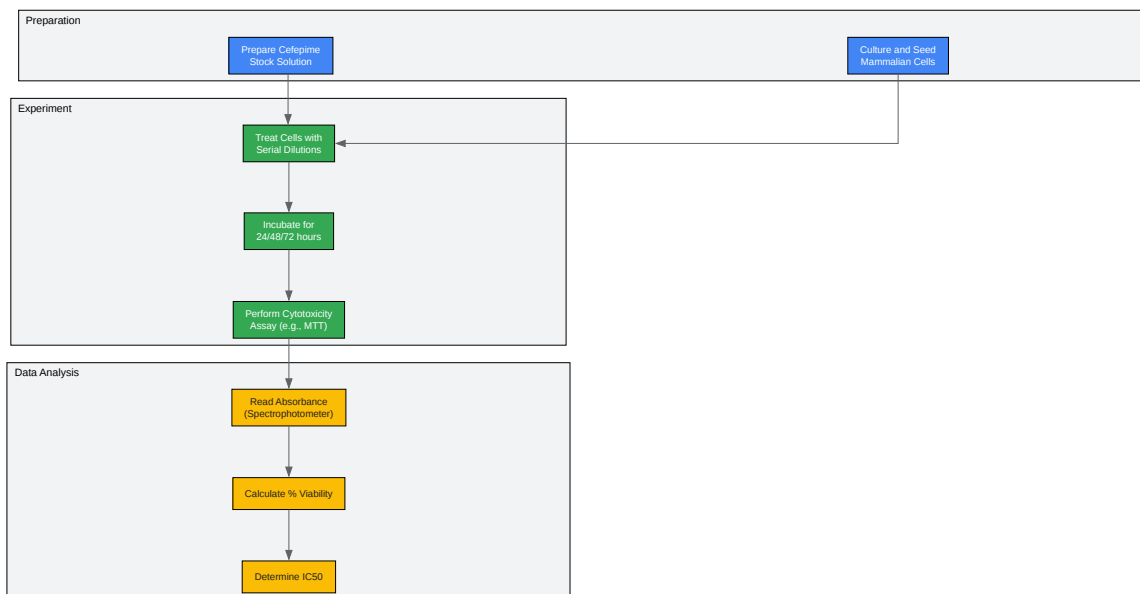 Preparation
Prepare Cefepime
Stock Solution
Culture and Seed
Mammalian Cells
Experiment
Treat Cells with
Serial Dilutions
Incubate for
24/48/72 hours
Perform Cytotoxicity
Assay (e.g., MTT)
Data Analysis
Read Absorbance
(Spectrophotometer)
Calculate % Viability
Determine IC50